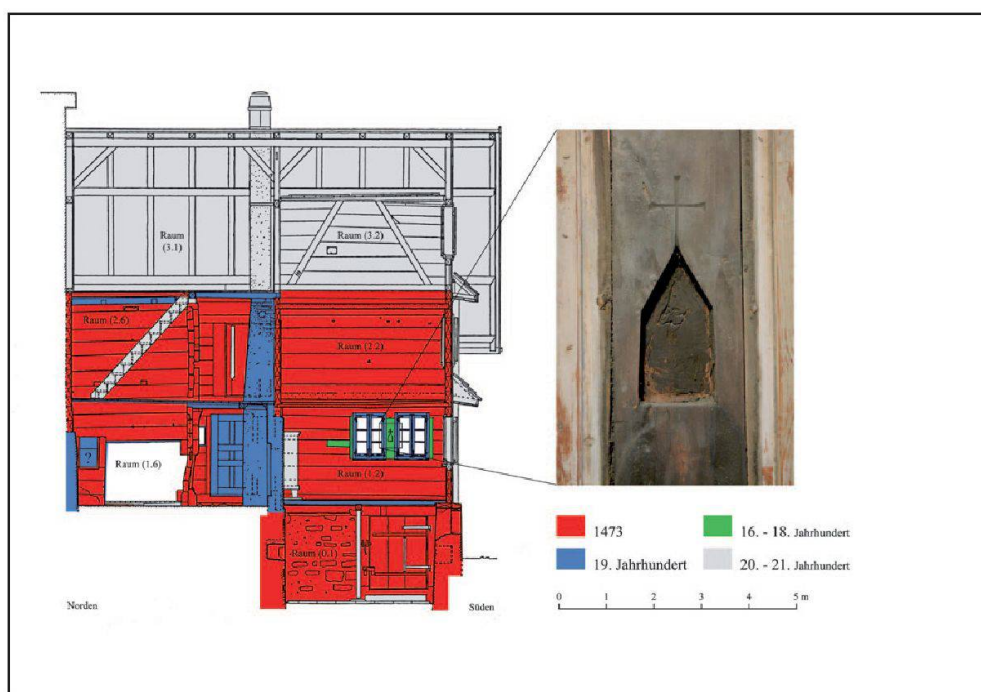 Raum
(3.1)
Raum (3.2)
Raum (2.6)
Raum (2.2)
?
Raum (1.6)
Raum (1.2)
Raum (0.1)
Norden
Süden
1473
19. Jahrhundert
16. - 18. Jahrhundert
20. - 21. Jahrhundert
0 1 2 3 4 5 m